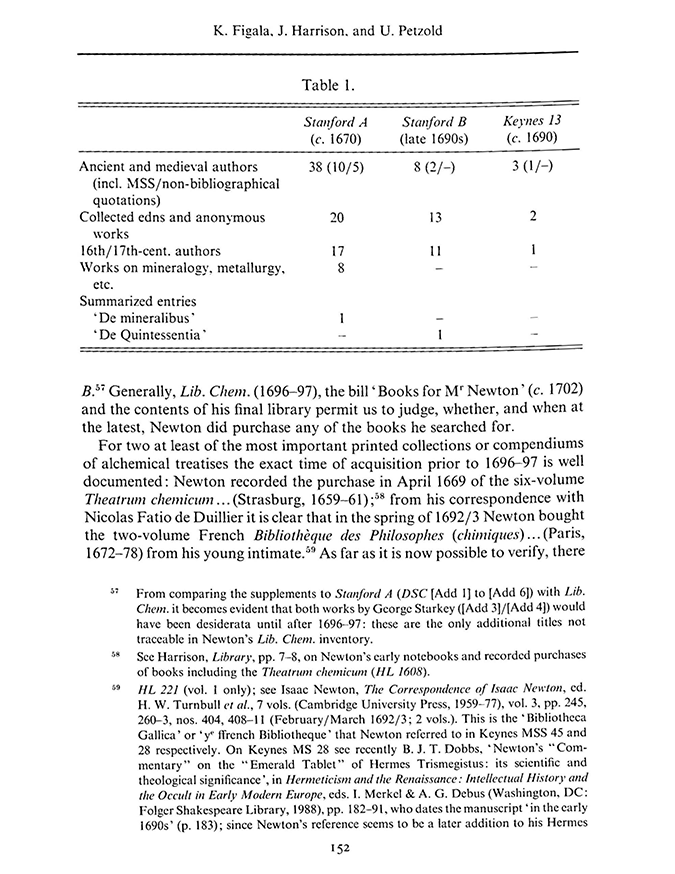 K. Figala, J. Harrison, and U. Petzold
Table 1.
Stanford A Stanford B Keynes 13
(c. 1670) (late 1690s) (c. 1690)
Ancient and medieval authors 38 (10/5) 8 (2/–) 3 (1/–)
(incl. MSS/non-bibliographical
quotations)
Collected edns and anonymous 20 13 2
works
16th/17th-cent. authors 17 11 1
Works on mineralogy, metallurgy, 8 – –
etc.
Summarized entries
‘De mineralibus’ 1 – –
‘De Quintessentia’ – 1 –
B.⁵⁷ Generally, Lib. Chem. (1696–97), the bill ‘Books for Mʳ Newton’ (c. 1702)
and the contents of his final library permit us to judge, whether, and when at
the latest, Newton did purchase any of the books he searched for.
For two at least of the most important printed collections or compendiums
of alchemical treatises the exact time of acquisition prior to 1696–97 is well
documented: Newton recorded the purchase in April 1669 of the six-volume
Theatrum chemicum...(Strasburg, 1659–61);⁵⁸ from his correspondence with
Nicolas Fatio de Duillier it is clear that in the spring of 1692/3 Newton bought
the two-volume French Bibliothèque des Philosophes (chimiques)...(Paris,
1672–78) from his young intimate.⁵⁹ As far as it is now possible to verify, there
⁵⁷ From comparing the supplements to Stanford A (DSC [Add 1] to [Add 6]) with Lib.
Chem. it becomes evident that both works by George Starkey ([Add 3]/[Add 4]) would
have been desiderata until after 1696–97: these are the only additional titles not
traceable in Newton’s Lib. Chem. inventory.
⁵⁸ See Harrison, Library, pp. 7–8, on Newton’s early notebooks and recorded purchases
of books including the Theatrum chemicum (HL 1608).
⁵⁹ HL 221 (vol. 1 only); see Isaac Newton, The Correspondence of Isaac Newton, ed.
H. W. Turnbull et al., 7 vols. (Cambridge University Press, 1959–77), vol. 3, pp. 245,
260–3, nos. 404, 408–11 (February/March 1692/3; 2 vols.). This is the ‘Bibliotheca
Gallica’ or ‘yᵉ ffrench Bibliotheque’ that Newton referred to in Keynes MSS 45 and
28 respectively. On Keynes MS 28 see recently B. J. T. Dobbs, ‘Newton’s “Com-
mentary” on the “Emerald Tablet” of Hermes Trismegistus: its scientific and
theological significance’, in Hermeticism and the Renaissance: Intellectual History and
the Occult in Early Modern Europe, eds. I. Merkel & A. G. Debus (Washington, DC:
Folger Shakespeare Library, 1988), pp. 182–91, who dates the manuscript ‘in the early
1690s’ (p. 183); since Newton’s reference seems to be a later addition to his Hermes
152